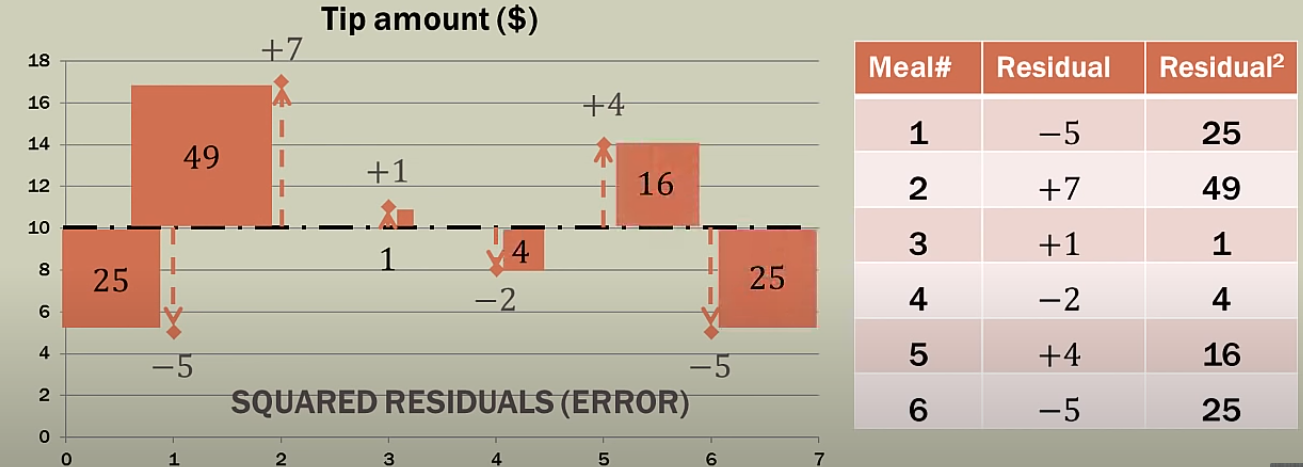 Tip amount ($)
18
16
14
12
10
8
6
4
2
0
0 1 2 3 4 5 6 7
+7
49
+1
1
+4
16
25
−5
4
−2
25
−5
SQUARED RESIDUALS (ERROR)
Meal# Residual Residual²
1 −5 25
2 +7 49
3 +1 1
4 −2 4
5 +4 16
6 −5 25